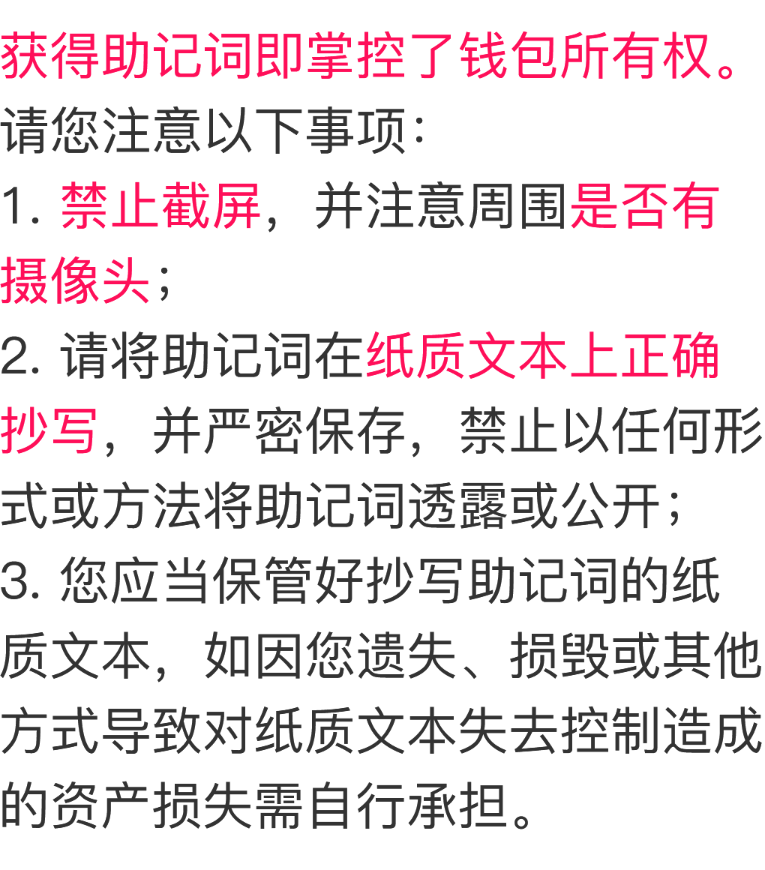 获得助记词即掌控了钱包所有权。
请您注意以下事项：
1. 禁止截屏，并注意周围是否有
摄像头；
2. 请将助记词在纸质文本上正确
抄写，并严密保存，禁止以任何形
式或方法将助记词透露或公开；
3. 您应当保管好抄写助记词的纸
质文本，如因您遗失、损毁或其他
方式导致对纸质文本失去控制造成
的资产损失需自行承担。